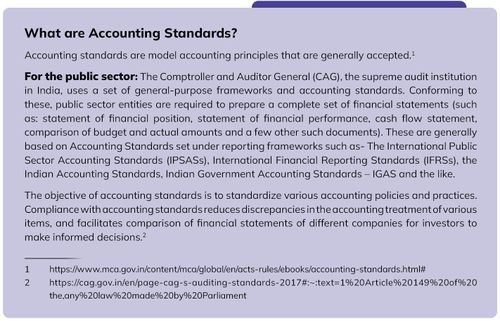 What are Accounting Standards?
Accounting standards are model accounting principles that are generally accepted.¹
For the public sector: The Comptroller and Auditor General (CAG), the supreme audit institution
in India, uses a set of general-purpose frameworks and accounting standards. Conforming to
these, public sector entities are required to prepare a complete set of financial statements (such
as: statement of financial position, statement of financial performance, cash flow statement,
comparison of budget and actual amounts and a few other such documents). These are generally
based on Accounting Standards set under reporting frameworks such as- The International Public
Sector Accounting Standards (IPSASs), International Financial Reporting Standards (IFRSs), the
Indian Accounting Standards, Indian Government Accounting Standards – IGAS and the like.
The objective of accounting standards is to standardize various accounting policies and practices.
Compliance with accounting standards reduces discrepancies in the accounting treatment of various
items, and facilitates comparison of financial statements of different companies for investors to
make informed decisions.²
1 https://www.mca.gov.in/content/mca/global/en/acts-rules/ebooks/accounting-standards.html#
2 https://cag.gov.in/en/page-cag-s-auditing-standards-2017#:~:text=1%20Article%20149%20of%20
the,any%20law%20made%20by%20Parliament